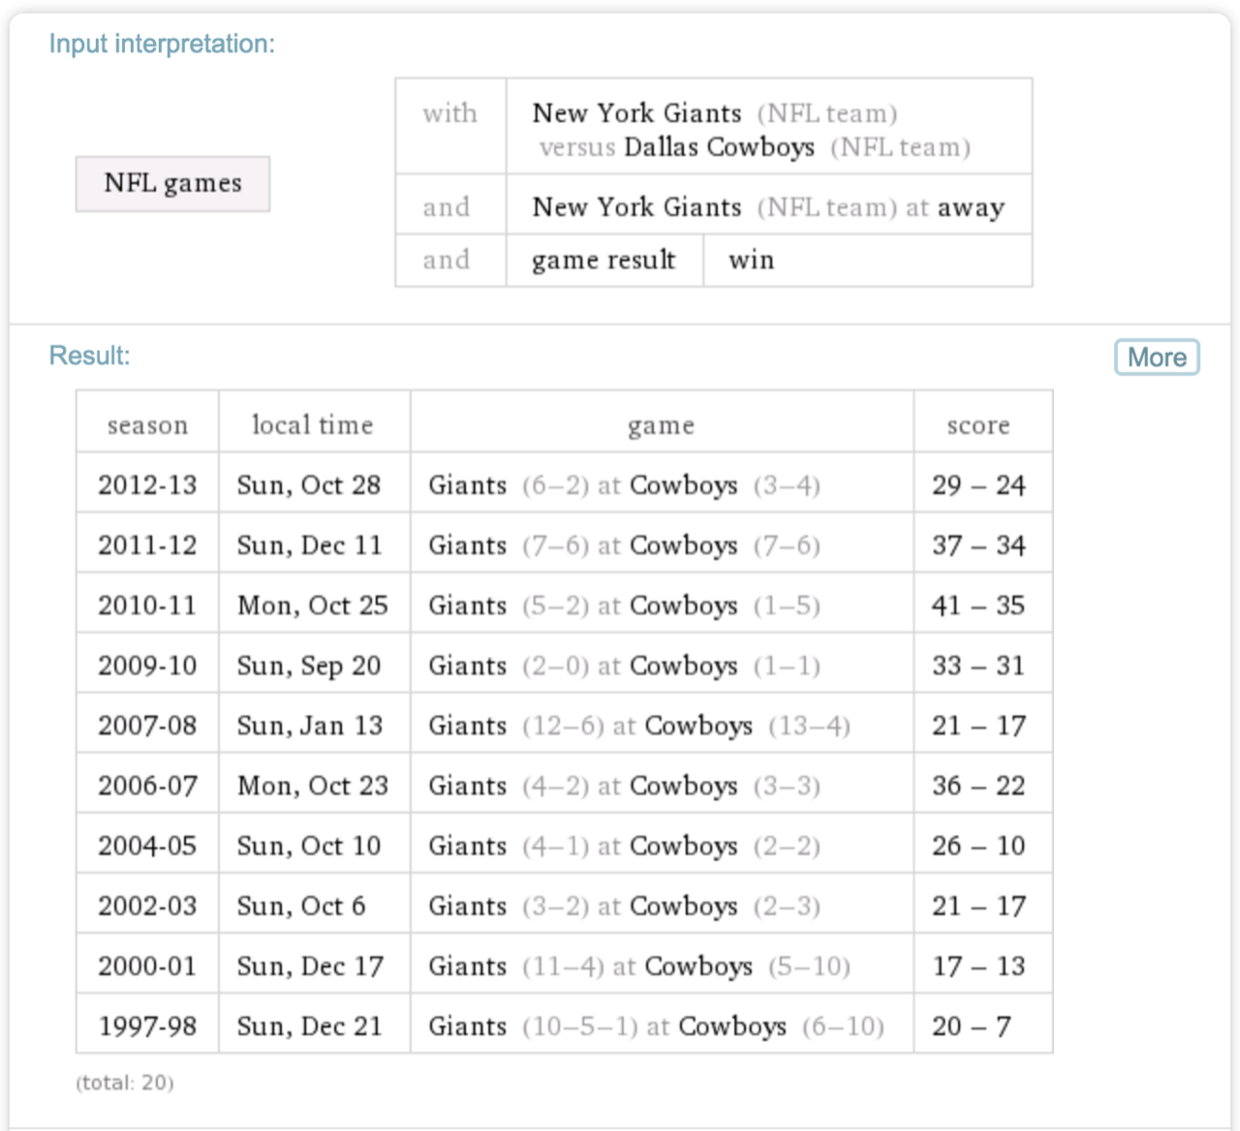 Input interpretation:
NFL games
with New York Giants (NFL team)
versus Dallas Cowboys (NFL team)
and New York Giants (NFL team) at away
and game result win
Result:
More
season local time game score
2012-13 Sun, Oct 28 Giants (6–2) at Cowboys (3–4) 29 – 24
2011-12 Sun, Dec 11 Giants (7–6) at Cowboys (7–6) 37 – 34
2010-11 Mon, Oct 25 Giants (5–2) at Cowboys (1–5) 41 – 35
2009-10 Sun, Sep 20 Giants (2–0) at Cowboys (1–1) 33 – 31
2007-08 Sun, Jan 13 Giants (12–6) at Cowboys (13–4) 21 – 17
2006-07 Mon, Oct 23 Giants (4–2) at Cowboys (3–3) 36 – 22
2004-05 Sun, Oct 10 Giants (4–1) at Cowboys (2–2) 26 – 10
2002-03 Sun, Oct 6 Giants (3–2) at Cowboys (2–3) 21 – 17
2000-01 Sun, Dec 17 Giants (11–4) at Cowboys (5–10) 17 – 13
1997-98 Sun, Dec 21 Giants (10–5–1) at Cowboys (6–10) 20 – 7
(total: 20)